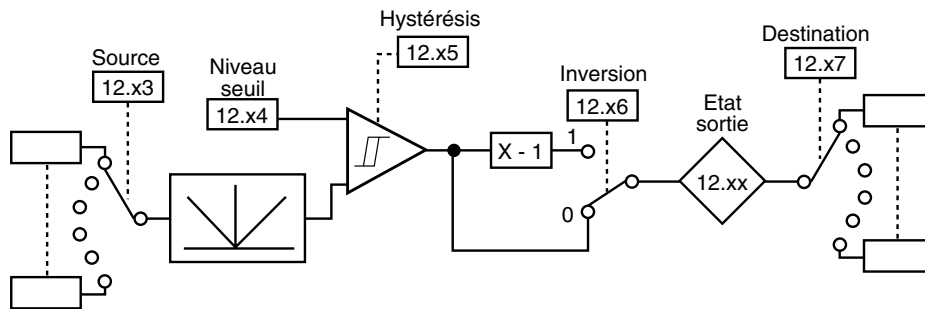 Source
12.x3
Niveau
seuil
12.x4
Hystérésis
12.x5
X - 1
1
0
Inversion
12.x6
Etat
sortie
12.xx
Destination
12.x7